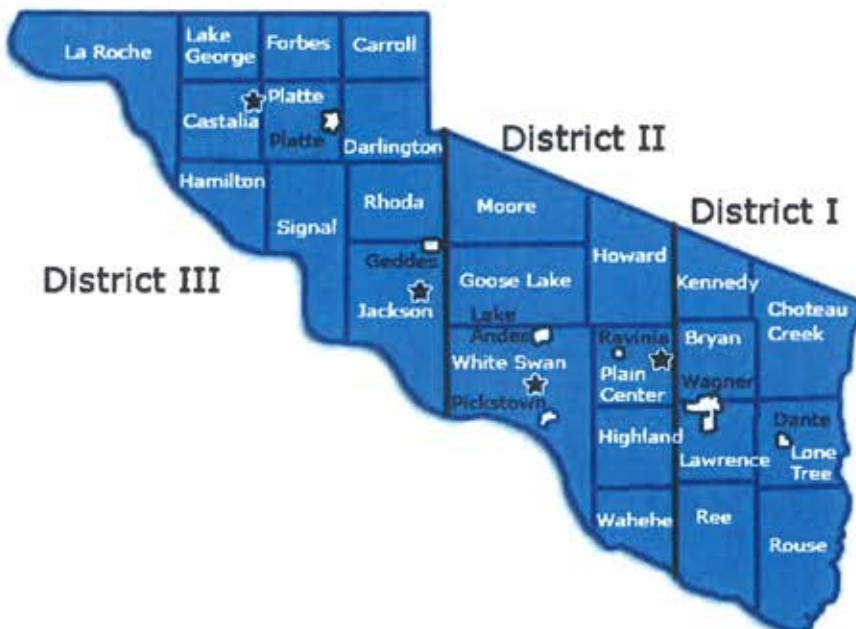 La Roche
Lake
George
Forbes
Carroll
Castalia
Platte
Platte
Darlington
District II
Hamilton
Signal
Rhoda
Moore
District I
Howard
Geddes
Goose Lake
Kennedy
District III
Jackson
Lake
Andes
Choteau
Creek
Ravinia
Bryan
White Swan
Plain
Center
Wagner
Pickstown
Dante
Highland
Lawrence
Lone
Tree
Wahehe
Ree
Rouse